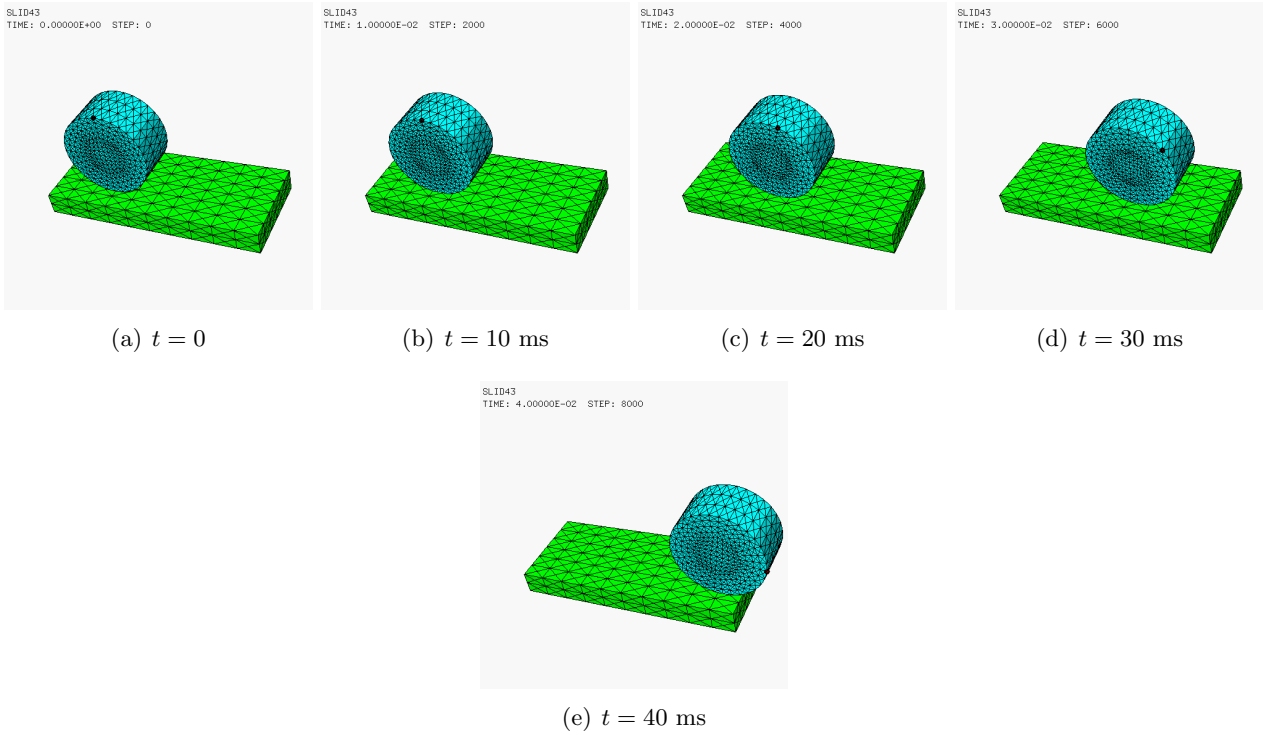 SLID43
TIME: 0.00000E+00 STEP: 0
SLID43
TIME: 1.00000E-02 STEP: 2000
SLID43
TIME: 2.00000E-02 STEP: 4000
SLID43
TIME: 3.00000E-02 STEP: 6000
(a) t = 0
(b) t = 10 ms
(c) t = 20 ms
(d) t = 30 ms
SLID43
TIME: 4.00000E-02 STEP: 8000
(e) t = 40 ms